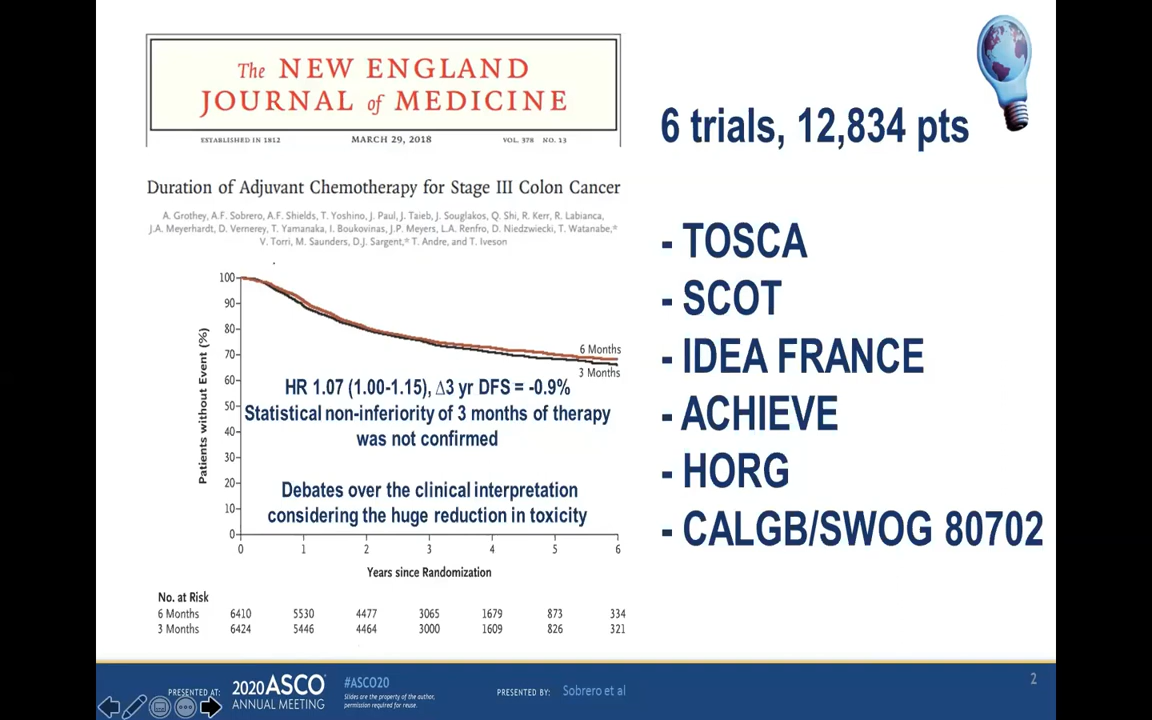 The NEW ENGLAND
JOURNAL of MEDICINE
ESTABLISHED IN 1812 MARCH 29, 2018 VOL. 378 NO. 13
Duration of Adjuvant Chemotherapy for Stage III Colon Cancer
A. Grothey, A.F. Sobrero, A.F. Shields, T. Yoshino, J. Paul, J. Taieb, J. Souglakos, Q. Shi, R. Kerr, R. Labianca,
J.A. Meyerhardt, D. Vernerey, T. Yamanaka, I. Boukovinas, J.P. Meyers, L.A. Renfro, D. Niedzwiecki, T. Watanabe,*
V. Torri, M. Saunders, D.J. Sargent,* T. Andre, and T. Iveson
6 trials, 12,834 pts
- TOSCA
- SCOT
- IDEA FRANCE
- ACHIEVE
- HORG
- CALGB/SWOG 80702
Patients without Event (%)
100
90
80
70
60
50
40
30
20
10
0
6 Months
3 Months
HR 1.07 (1.00-1.15), ∆3 yr DFS = -0.9%
Statistical non-inferiority of 3 months of therapy
was not confirmed
Debates over the clinical interpretation
considering the huge reduction in toxicity
0 1 2 3 4 5 6
Years since Randomization
No. at Risk
6 Months 6410 5530 4477 3065 1679 873 334
3 Months 6424 5446 4464 3000 1609 826 321
PRESENTED AT:
2020 ASCO
ANNUAL MEETING
#ASCO20
Slides are the property of the author,
permission required for reuse.
PRESENTED BY: Sobrero et al
2